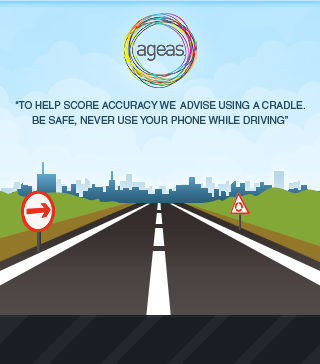 ageas
“TO HELP SCORE ACCURACY WE ADVISE USING A CRADLE.
BE SAFE, NEVER USE YOUR PHONE WHILE DRIVING”